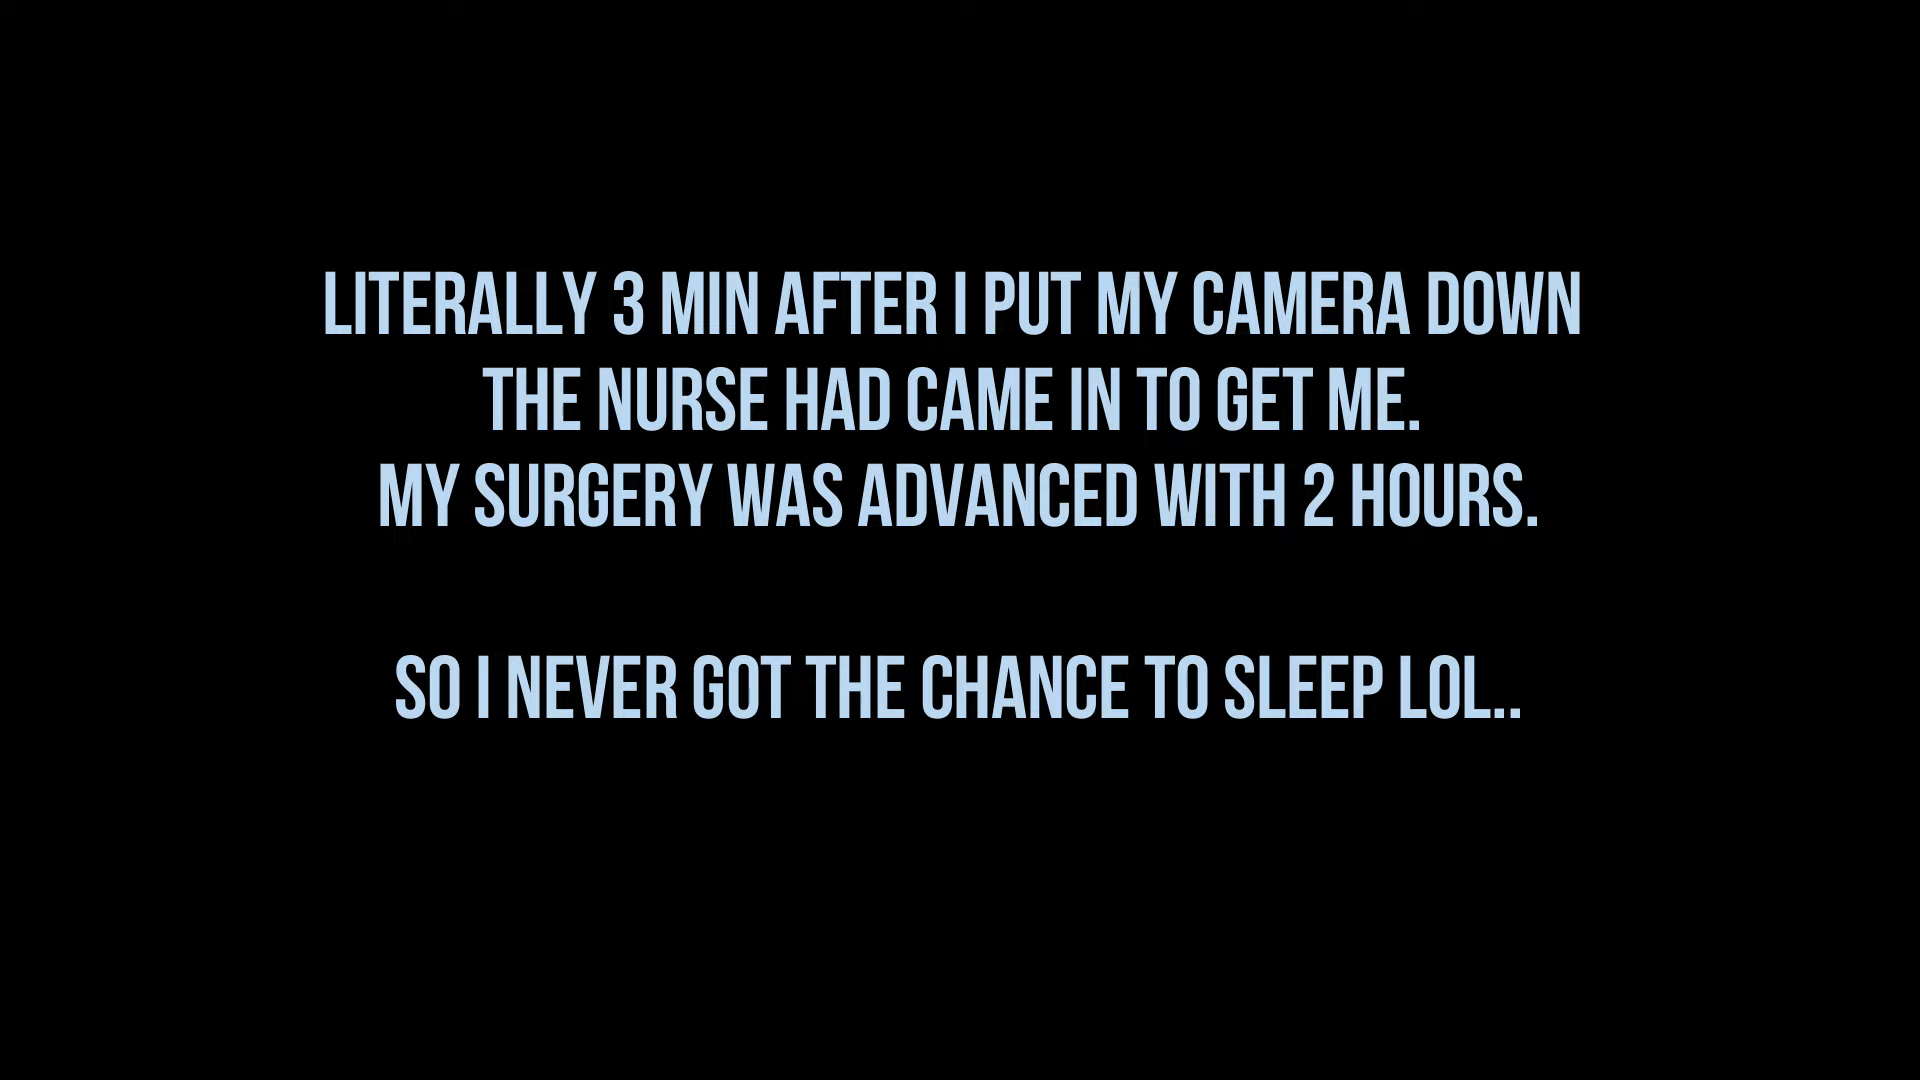 LITERALLY 3 MIN AFTER I PUT MY CAMERA DOWN
THE NURSE HAD CAME IN TO GET ME.
MY SURGERY WAS ADVANCED WITH 2 HOURS.
SO I NEVER GOT THE CHANCE TO SLEEP LOL..